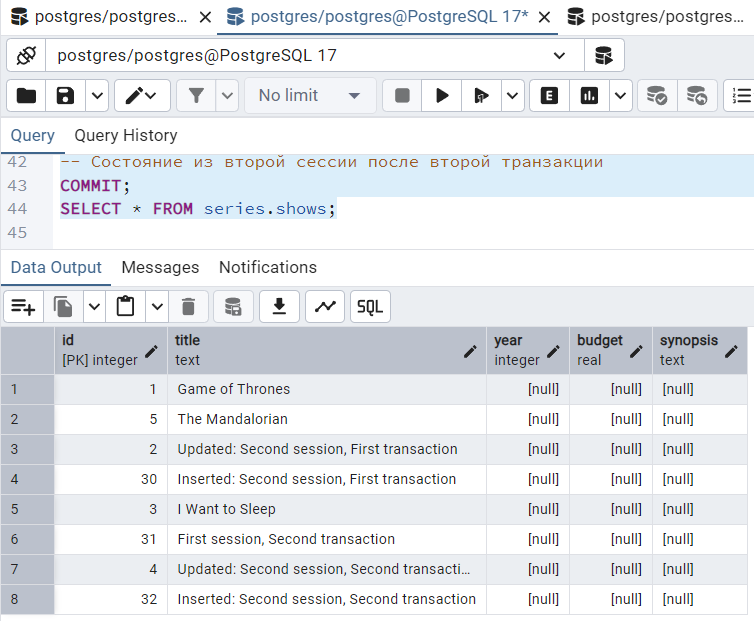 postgres/postgres... postgres/postgres@PostgreSQL 17* postgres/postgres...
postgres/postgres@PostgreSQL 17
No limit E
Query Query History
42 -- Состояние из второй сессии после второй транзакции
43 COMMIT;
44 SELECT * FROM series.shows;
45
Data Output Messages Notifications
SQL
id title year budget synopsis
[PK] integer text integer real text
1 1 Game of Thrones [null] [null] [null]
2 5 The Mandalorian [null] [null] [null]
3 2 Updated: Second session, First transaction [null] [null] [null]
4 30 Inserted: Second session, First transaction [null] [null] [null]
5 3 I Want to Sleep [null] [null] [null]
6 31 First session, Second transaction [null] [null] [null]
7 4 Updated: Second session, Second transacti... [null] [null] [null]
8 32 Inserted: Second session, Second transaction [null] [null] [null]